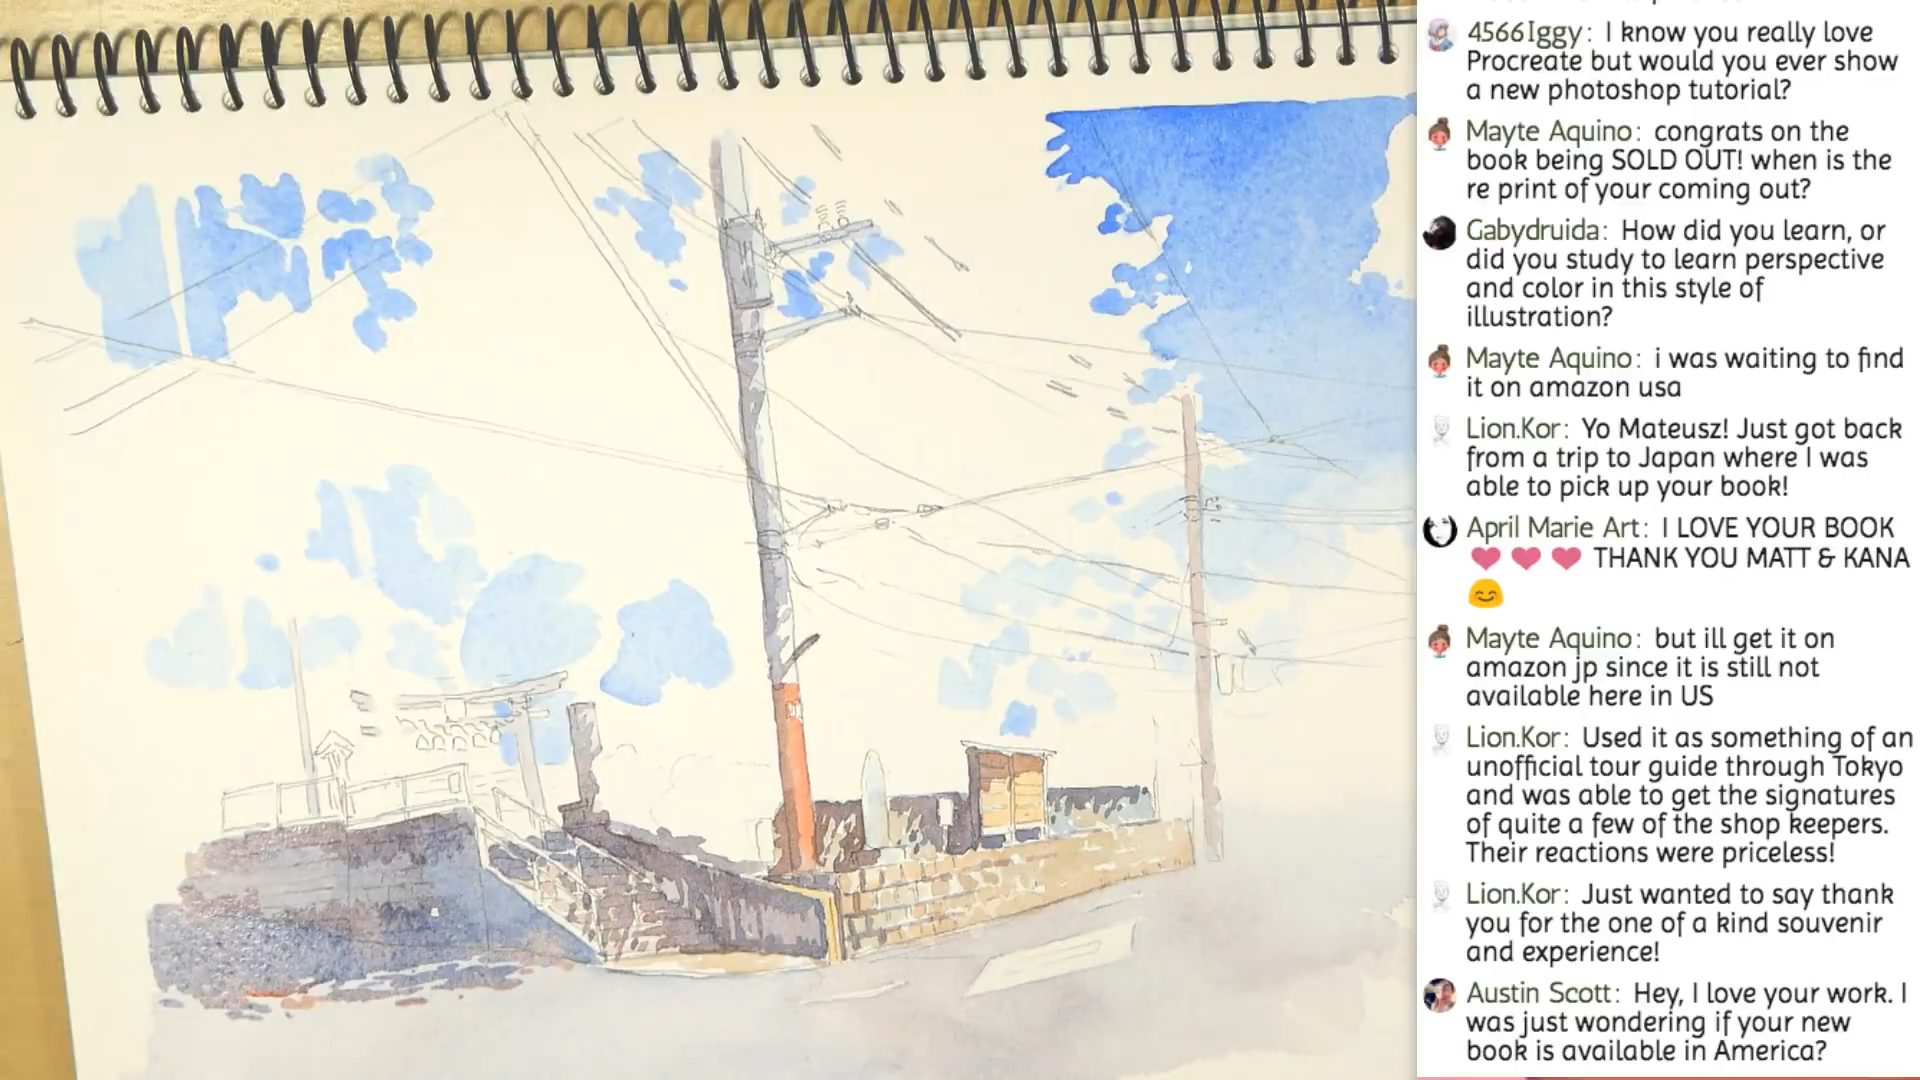 4566Iggy: I know you really love
Procreate but would you ever show
a new photoshop tutorial?
Mayte Aquino: congrats on the
book being SOLD OUT! when is the
re print of your coming out?
Gabydruida: How did you learn, or
did you study to learn perspective
and color in this style of
illustration?
Mayte Aquino: i was waiting to find
it on amazon usa
Lion.Kor: Yo Mateusz! Just got back
from a trip to Japan where I was
able to pick up your book!
April Marie Art: I LOVE YOUR BOOK
THANK YOU MATT & KANA
Mayte Aquino: but ill get it on
amazon jp since it is still not
available here in US
Lion.Kor: Used it as something of an
unofficial tour guide through Tokyo
and was able to get the signatures
of quite a few of the shop keepers.
Their reactions were priceless!
Lion.Kor: Just wanted to say thank
you for the one of a kind souvenir
and experience!
Austin Scott: Hey, I love your work. I
was just wondering if your new
book is available in America?